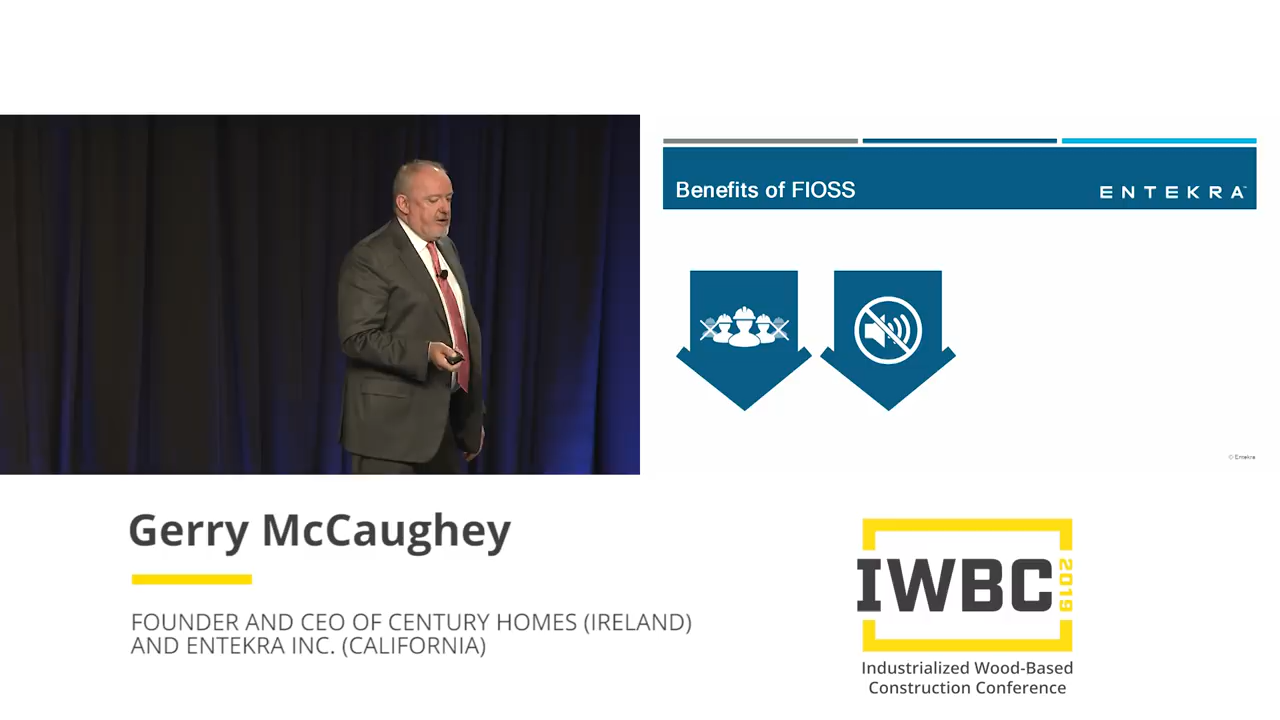 Benefits of FIOSS
ENTEKRA™
© Entekra
Gerry McCaughey
FOUNDER AND CEO OF CENTURY HOMES (IRELAND)
AND ENTEKRA INC. (CALIFORNIA)
IWBC
2019
Industrialized Wood-Based
Construction Conference